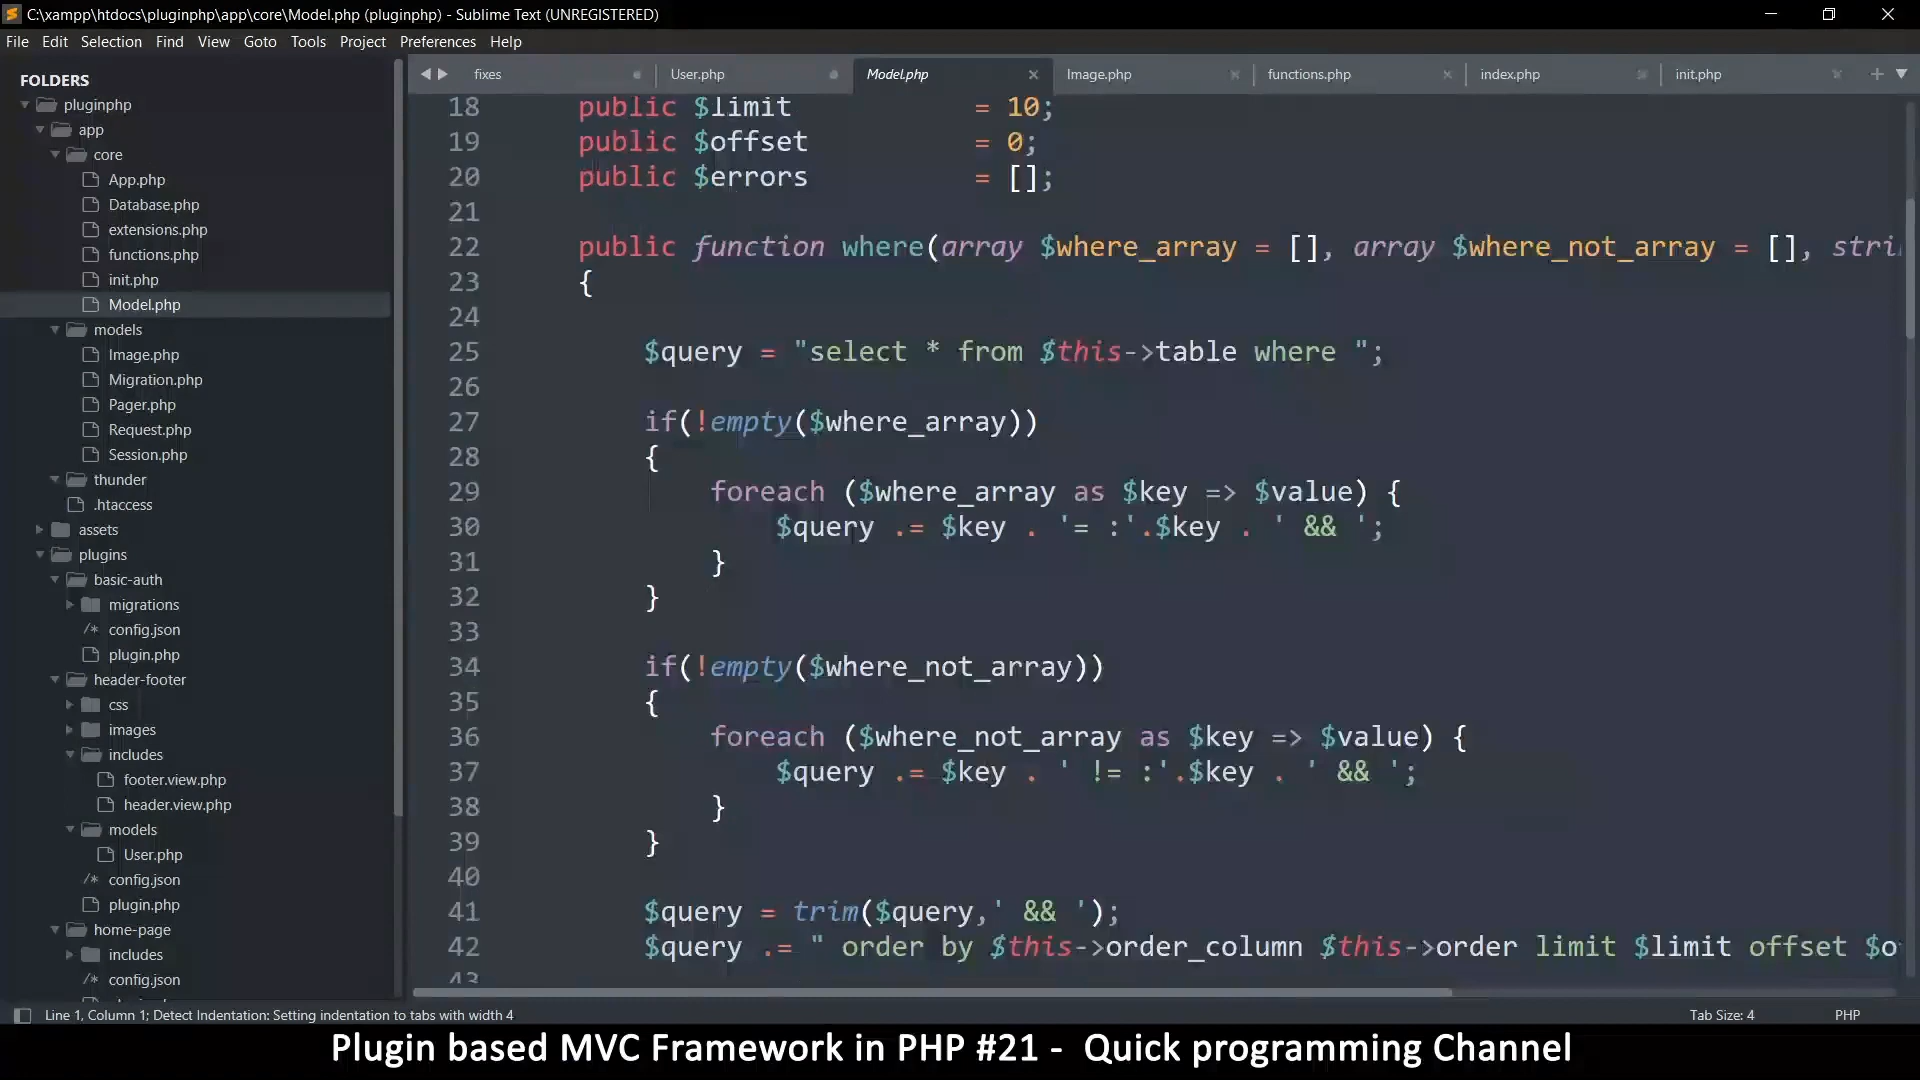 C:\xampp\htdocs\pluginphp\app\core\Model.php (pluginphp) - Sublime Text (UNREGISTERED)
File Edit Selection Find View Goto Tools Project Preferences Help
FOLDERS
pluginphp
app
core
App.php
Database.php
extensions.php
functions.php
init.php
Model.php
models
Image.php
Migration.php
Pager.php
Request.php
Session.php
thunder
.htaccess
assets
plugins
basic-auth
migrations
/* config.json
plugin.php
header-footer
css
images
includes
footer.view.php
header.view.php
models
User.php
/* config.json
plugin.php
home-page
includes
/* config.json
fixes User.php Model.php Image.php functions.php index.php init.php
18 public $limit = 10;
19 public $offset = 0;
20 public $errors = [];
21
22 public function where(array $where_array = [], array $where_not_array = [], stri
23 {
24
25 $query = "select * from $this->table where ";
26
27 if(!empty($where_array))
28 {
29 foreach ($where_array as $key => $value) {
30 $query .= $key . '= :'.$key . ' && ';
31 }
32 }
33
34 if(!empty($where_not_array))
35 {
36 foreach ($where_not_array as $key => $value) {
37 $query .= $key . ' != :'.$key . ' && ';
38 }
39 }
40
41 $query = trim($query,' && ');
42 $query .= " order by $this->order_column $this->order limit $limit offset $o
43
Line 1, Column 1; Detect Indentation: Setting indentation to tabs with width 4
Tab Size: 4 PHP
Plugin based MVC Framework in PHP #21 - Quick programming Channel